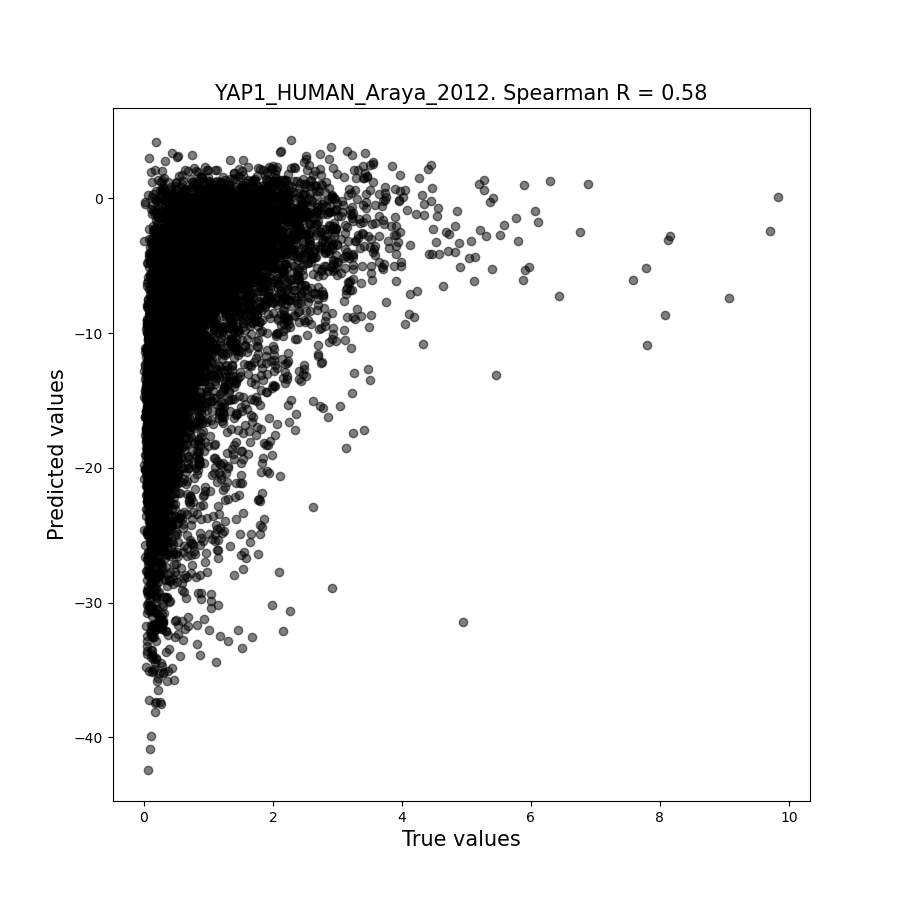 YAP1_HUMAN_Araya_2012. Spearman R = 0.58
Predicted values
0
−10
−20
−30
−40
0 2 4 6 8 10
True values